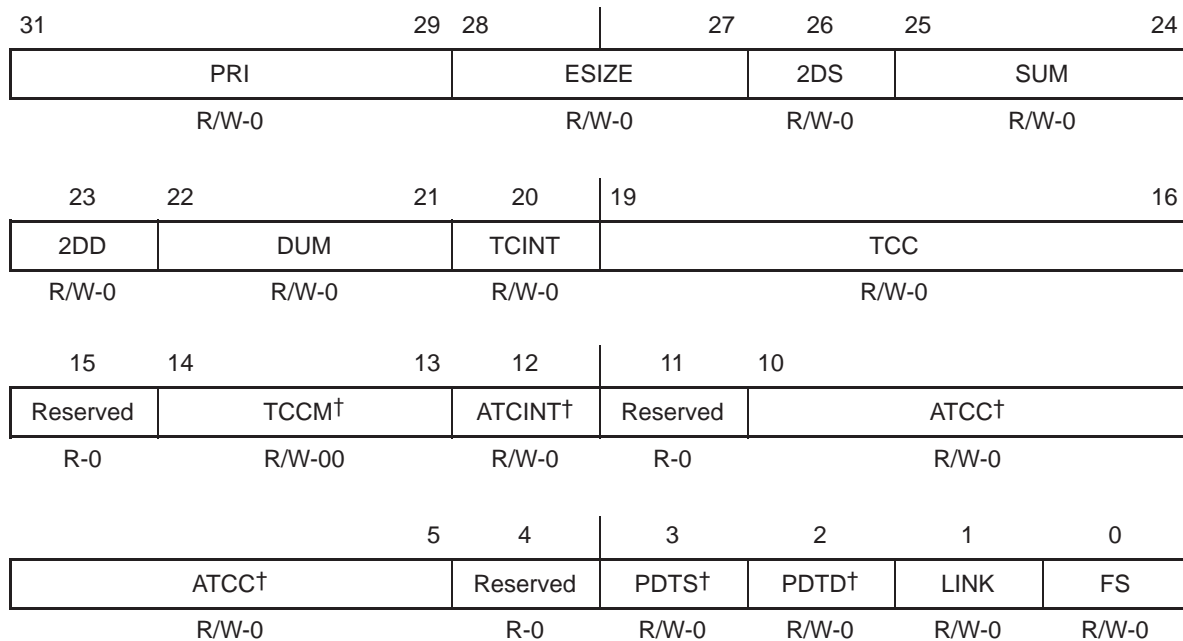 31 29 28 27 26 25 24
PRI ESIZE 2DS SUM
R/W-0 R/W-0 R/W-0 R/W-0
23 22 21 20 19 16
2DD DUM TCINT TCC
R/W-0 R/W-0 R/W-0 R/W-0
15 14 13 12 11 10
Reserved TCCM† ATCINT† Reserved ATCC†
R-0 R/W-00 R/W-0 R-0 R/W-0
5 4 3 2 1 0
ATCC† Reserved PDTS† PDTD† LINK FS
R/W-0 R-0 R/W-0 R/W-0 R/W-0 R/W-0